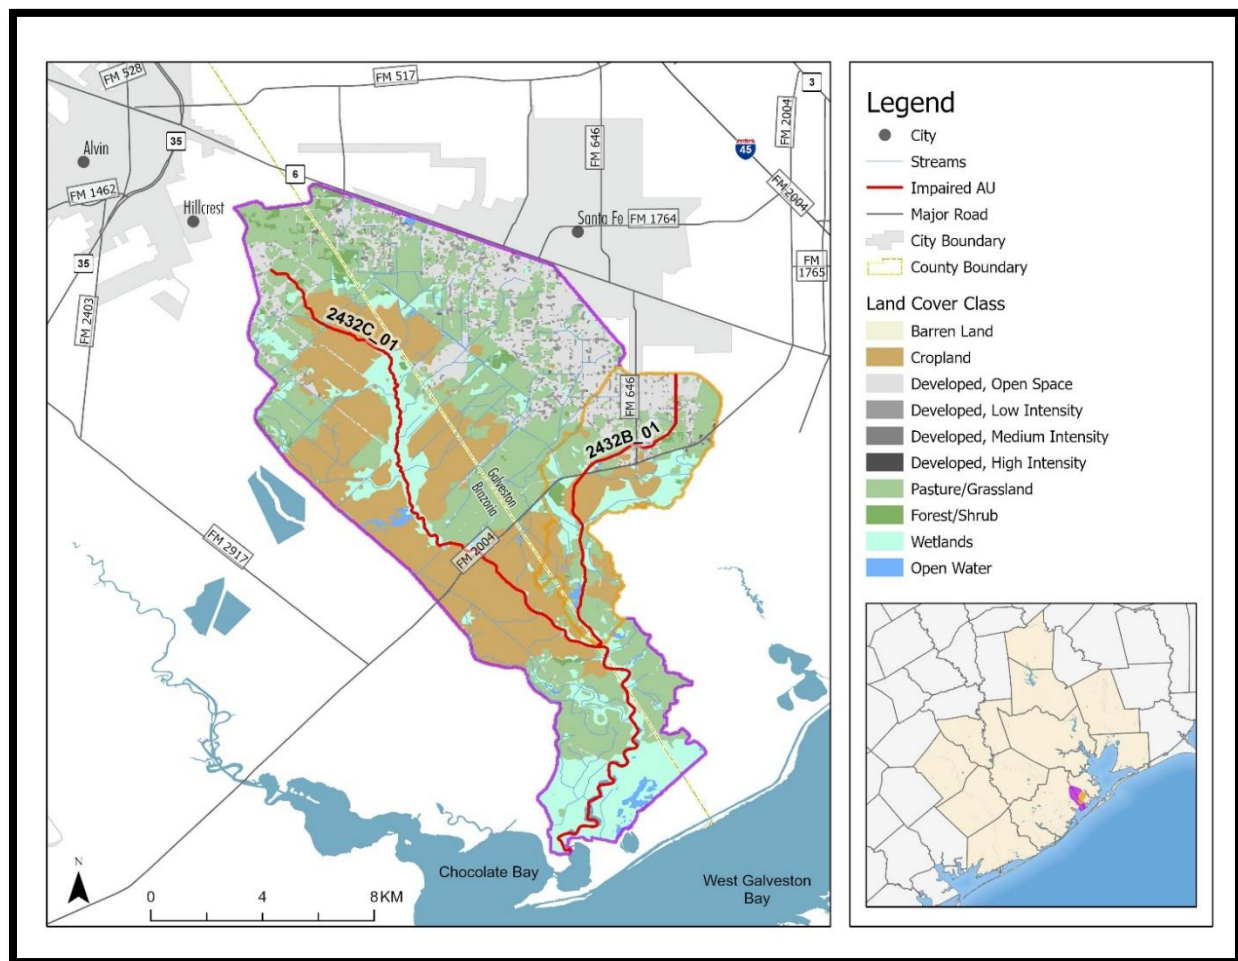 FM 528
FM 517
3
FM 2004
35
FM 646
45
Alvin
6
FM 1462
FM 2004
Hillcrest
Santa Fe
FM 1764
35
FM
1765
FM 2403
2432C_01
FM 646
2432B_01
Galveston
Brazoria
FM 2004
FM 2917
Chocolate Bay
West Galveston
Bay
N
0
4
8KM
Legend
City
Streams
Impaired AU
Major Road
City Boundary
County Boundary
Land Cover Class
Barren Land
Cropland
Developed, Open Space
Developed, Low Intensity
Developed, Medium Intensity
Developed, High Intensity
Pasture/Grassland
Forest/Shrub
Wetlands
Open Water